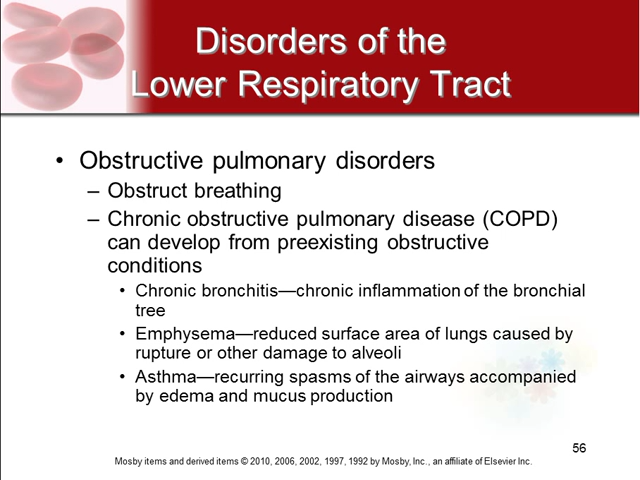 Disorders of the
Lower Respiratory Tract
• Obstructive pulmonary disorders
– Obstruct breathing
– Chronic obstructive pulmonary disease (COPD)
can develop from preexisting obstructive
conditions
• Chronic bronchitis—chronic inflammation of the bronchial
tree
• Emphysema—reduced surface area of lungs caused by
rupture or other damage to alveoli
• Asthma—recurring spasms of the airways accompanied
by edema and mucus production
56
Mosby items and derived items © 2010, 2006, 2002, 1997, 1992 by Mosby, Inc., an affiliate of Elsevier Inc.